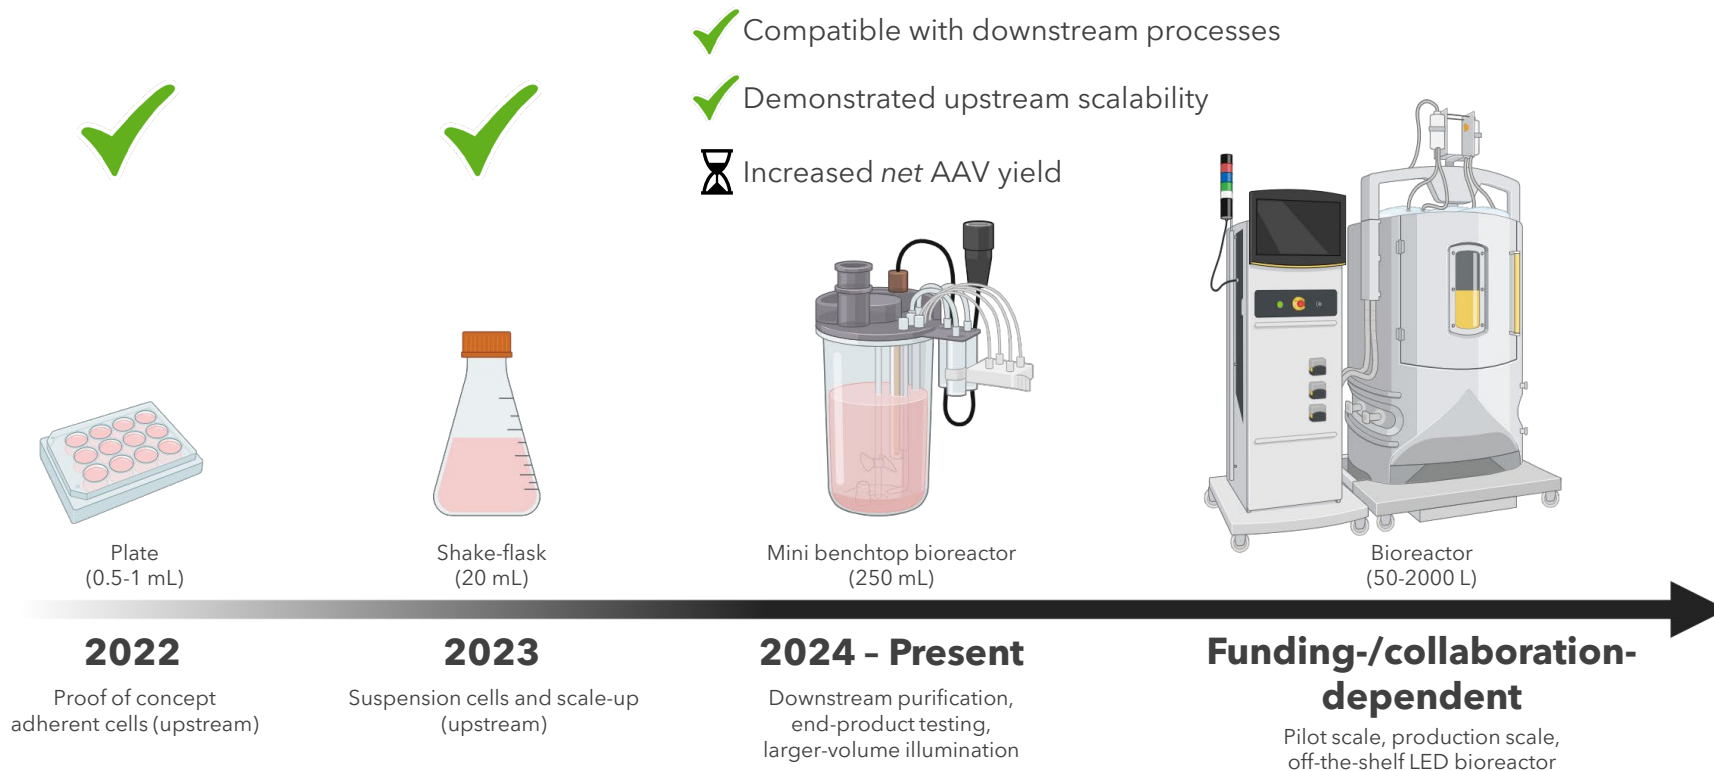 Compatible with downstream processes
Demonstrated upstream scalability
Increased net AAV yield
Plate
(0.5-1 mL)
Shake-flask
(20 mL)
Mini benchtop bioreactor
(250 mL)
Bioreactor
(50-2000 L)
2022
Proof of concept
adherent cells (upstream)
2023
Suspension cells and scale-up
(upstream)
2024 – Present
Downstream purification,
end-product testing,
larger-volume illumination
Funding-/collaboration-
dependent
Pilot scale, production scale,
off-the-shelf LED bioreactor